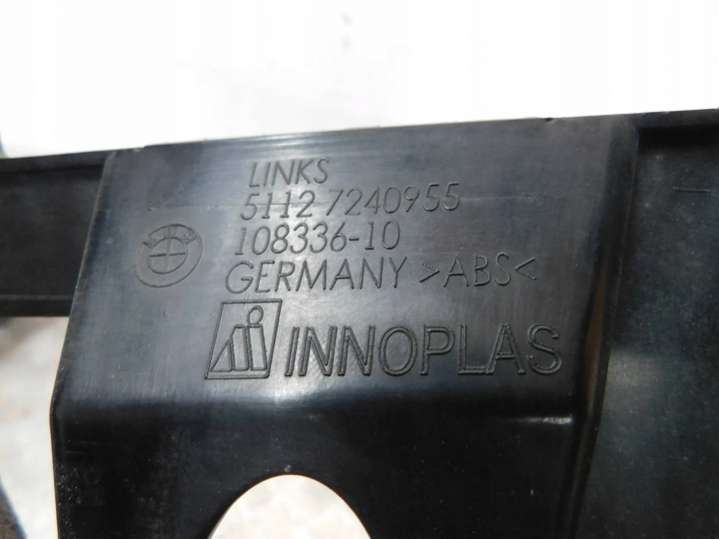 LINKS
5112 7240955
108336-10
GERMANY >ABS<
INNOPLAS